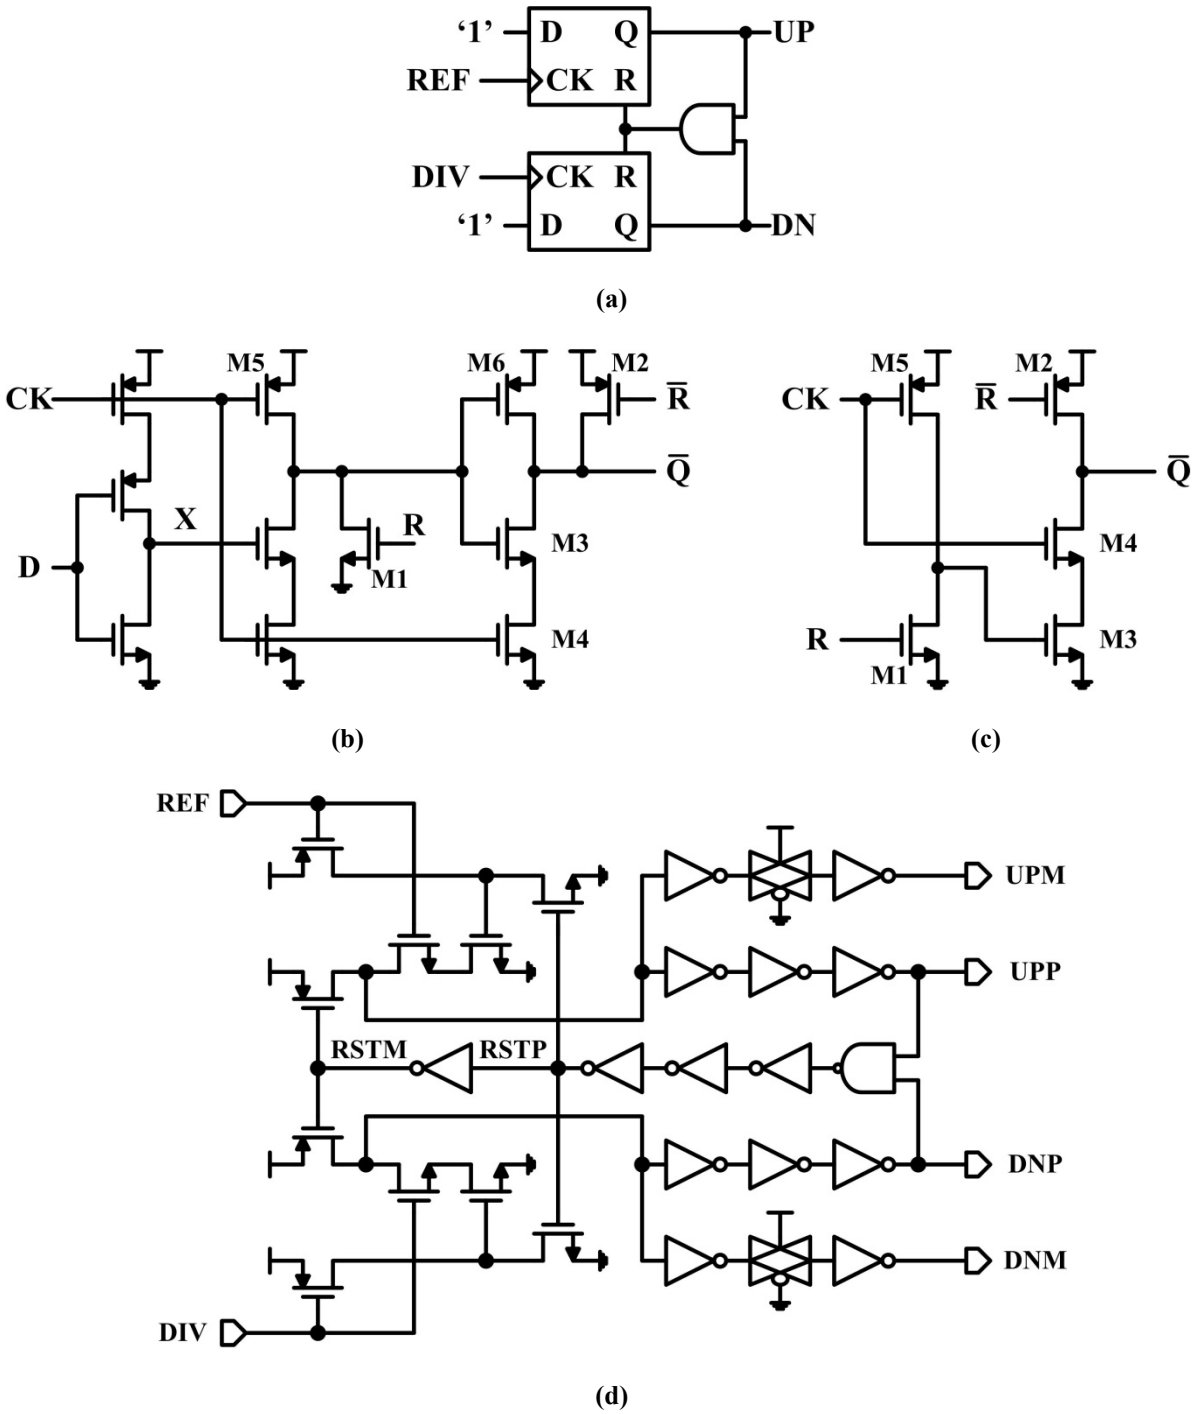 ‘1’ D Q UP
REF CK R
DIV CK R
‘1’ D Q DN
(a)
M5 M6 M2
CK R̅
Q̅
X R
M3
D M1
M4
(b)
M5 M2
CK R̅
Q̅
M4
R M3
M1
(c)
REF
UPM
UPP
RSTM RSTP
DNP
DNM
DIV
(d)